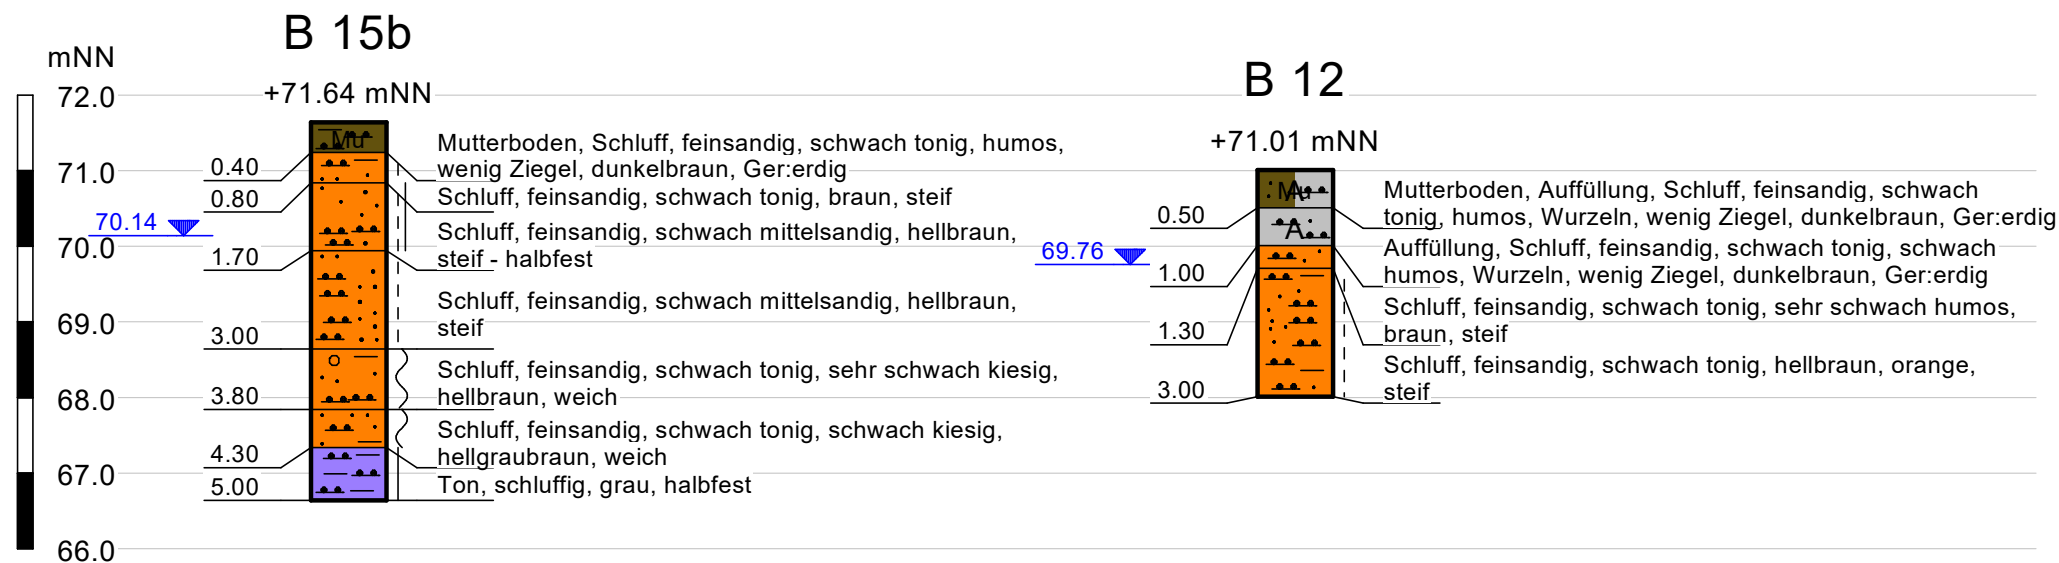 B 15b
mNN
+71.64 mNN
72.0
71.0
70.0
69.0
68.0
67.0
66.0
70.14
Mu
0.40
0.80
1.70
3.00
3.80
4.30
5.00
Mutterboden, Schluff, feinsandig, schwach tonig, humos,
wenig Ziegel, dunkelbraun, Ger:erdig
Schluff, feinsandig, schwach tonig, braun, steif
Schluff, feinsandig, schwach mittelsandig, hellbraun,
steif - halbfest
Schluff, feinsandig, schwach mittelsandig, hellbraun,
steif
Schluff, feinsandig, schwach tonig, sehr schwach kiesig,
hellbraun, weich
Schluff, feinsandig, schwach tonig, schwach kiesig,
hellgraubraun, weich
Ton, schluffig, grau, halbfest
B 12
+71.01 mNN
69.76
Mu
A
A
0.50
1.00
1.30
3.00
Mutterboden, Auffüllung, Schluff, feinsandig, schwach
tonig, humos, Wurzeln, wenig Ziegel, dunkelbraun, Ger:erdig
Auffüllung, Schluff, feinsandig, schwach tonig, schwach
humos, Wurzeln, wenig Ziegel, dunkelbraun, Ger:erdig
Schluff, feinsandig, schwach tonig, sehr schwach humos,
braun, steif
Schluff, feinsandig, schwach tonig, hellbraun, orange,
steif